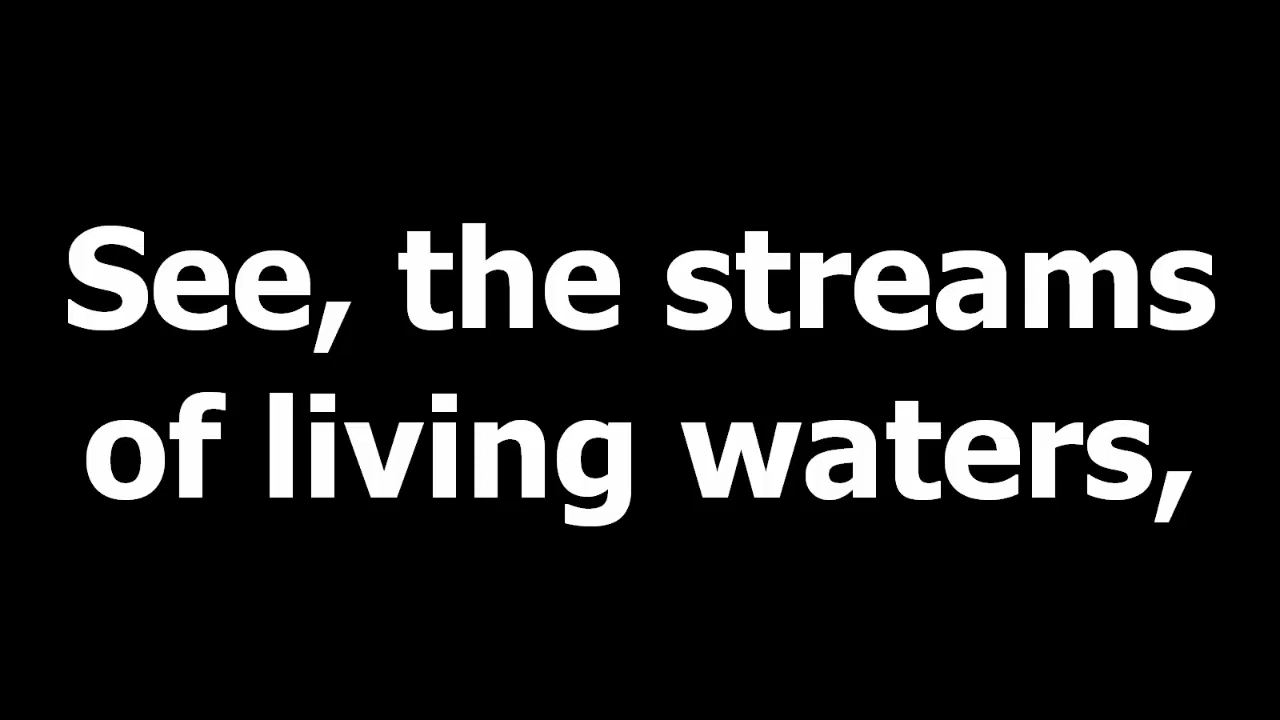 See, the streams
of living waters,